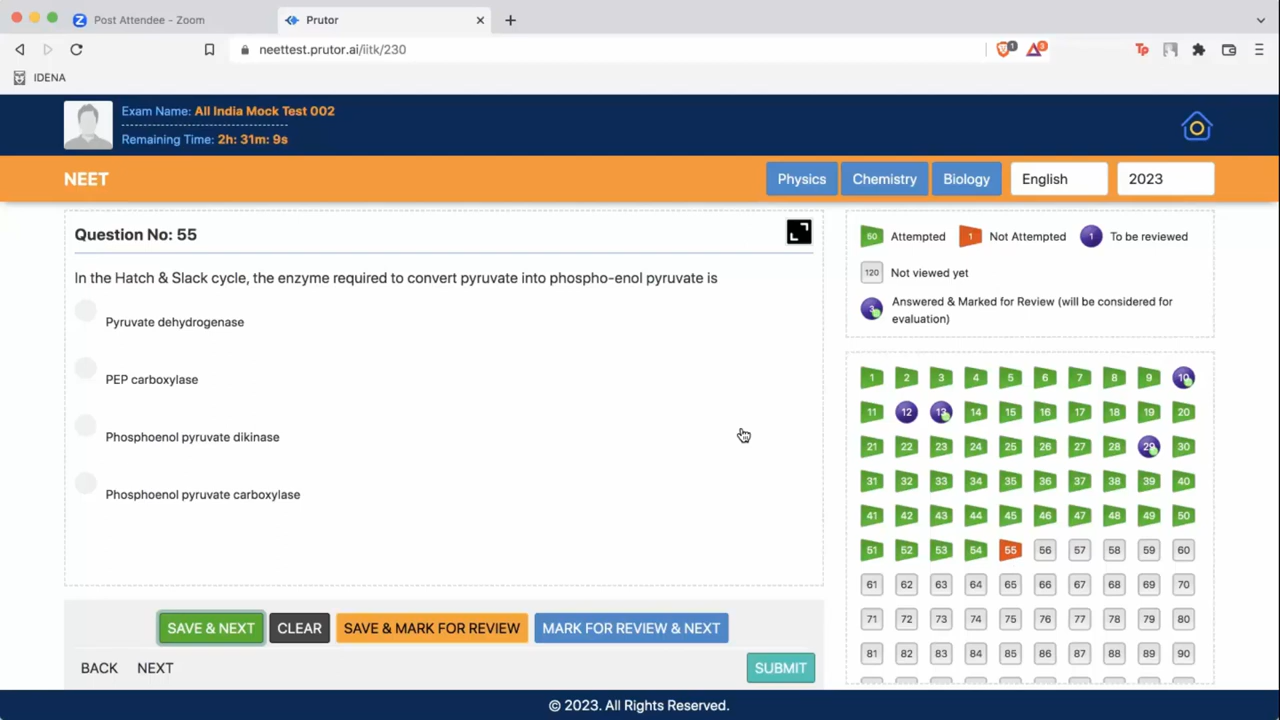 Post Attendee - Zoom
Prutor
neettest.prutor.ai/iitk/230
1
3
Tp
IDENA
Exam Name: All India Mock Test 002
Remaining Time: 2h: 31m: 9s
NEET
Physics
Chemistry
Biology
English
2023
Question No: 55
In the Hatch & Slack cycle, the enzyme required to convert pyruvate into phospho-enol pyruvate is
Pyruvate dehydrogenase
PEP carboxylase
Phosphoenol pyruvate dikinase
Phosphoenol pyruvate carboxylase
SAVE & NEXT
CLEAR
SAVE & MARK FOR REVIEW
MARK FOR REVIEW & NEXT
BACK
NEXT
SUBMIT
50 Attempted
1 Not Attempted
1 To be reviewed
120 Not viewed yet
3 Answered & Marked for Review (will be considered for
evaluation)
1 2 3 4 5 6 7 8 9 10
11 12 13 14 15 16 17 18 19 20
21 22 23 24 25 26 27 28 29 30
31 32 33 34 35 36 37 38 39 40
41 42 43 44 45 46 47 48 49 50
51 52 53 54 55 56 57 58 59 60
61 62 63 64 65 66 67 68 69 70
71 72 73 74 75 76 77 78 79 80
81 82 83 84 85 86 87 88 89 90
© 2023. All Rights Reserved.